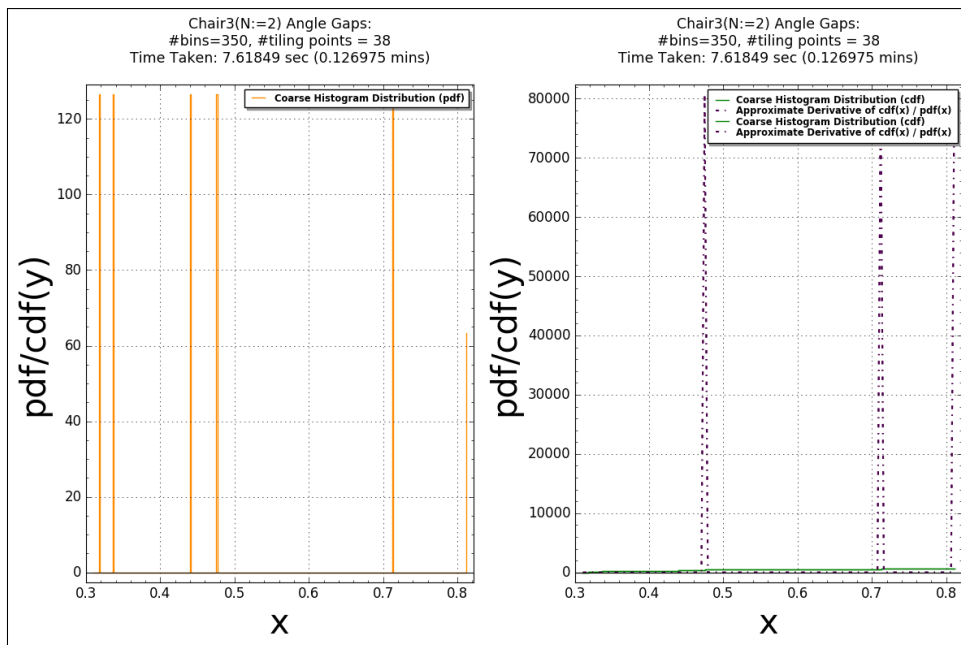 Chair3(N:=2) Angle Gaps:
#bins=350, #tiling points = 38
Time Taken: 7.61849 sec (0.126975 mins)
Coarse Histogram Distribution (pdf)
120
100
80
60
40
20
0
0.3 0.4 0.5 0.6 0.7 0.8
pdf/cdf(y)
x
Chair3(N:=2) Angle Gaps:
#bins=350, #tiling points = 38
Time Taken: 7.61849 sec (0.126975 mins)
Coarse Histogram Distribution (cdf)
Approximate Derivative of cdf(x) / pdf(x)
Coarse Histogram Distribution (cdf)
Approximate Derivative of cdf(x) / pdf(x)
80000
70000
60000
50000
40000
30000
20000
10000
0
0.3 0.4 0.5 0.6 0.7 0.8
pdf/cdf(y)
x